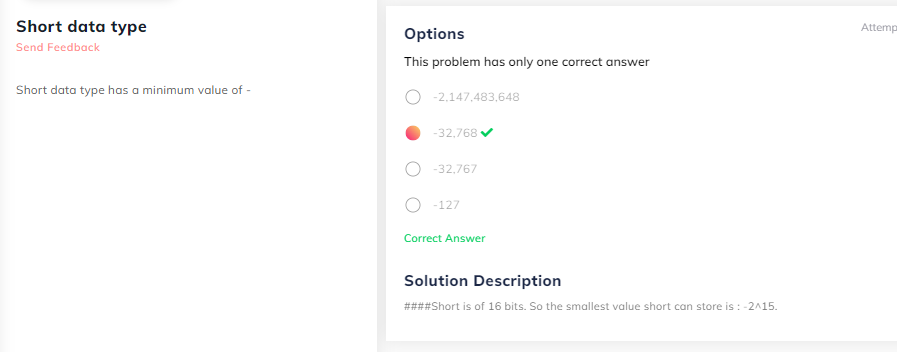 Short data type
Send Feedback
Short data type has a minimum value of -
Options
Attemp
This problem has only one correct answer
-2,147,483,648
-32,768
-32,767
-127
Correct Answer
Solution Description
####Short is of 16 bits. So the smallest value short can store is : -2^15.